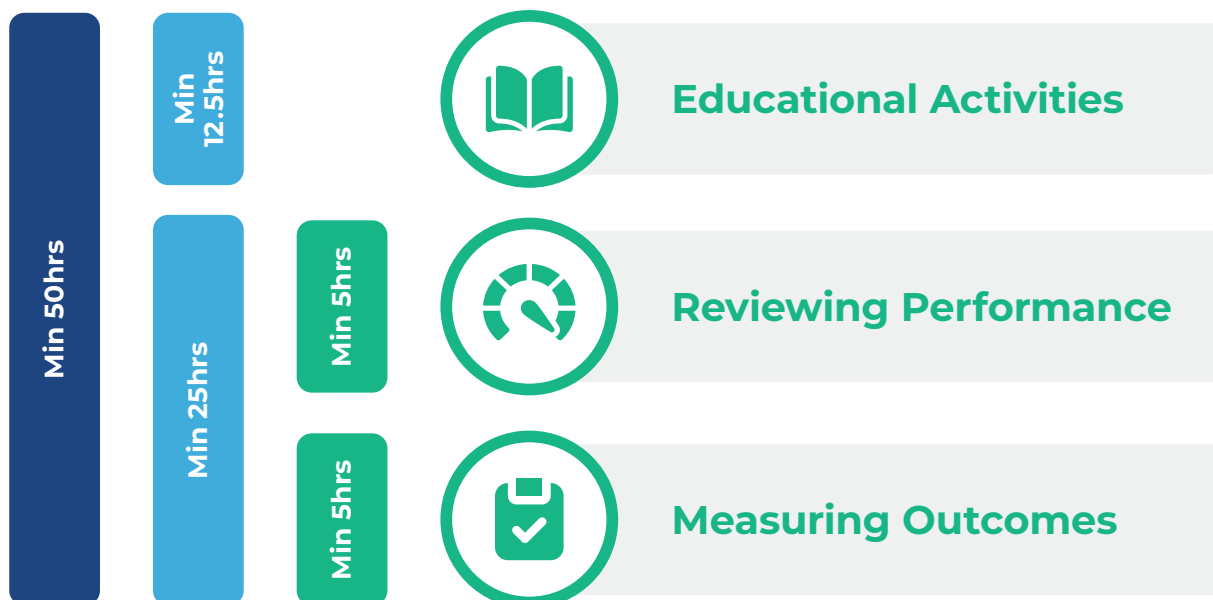 Min 50hrs
Min
12.5hrs
Educational Activities
Min 25hrs
Min 5hrs
Reviewing Performance
Min 5hrs
Measuring Outcomes